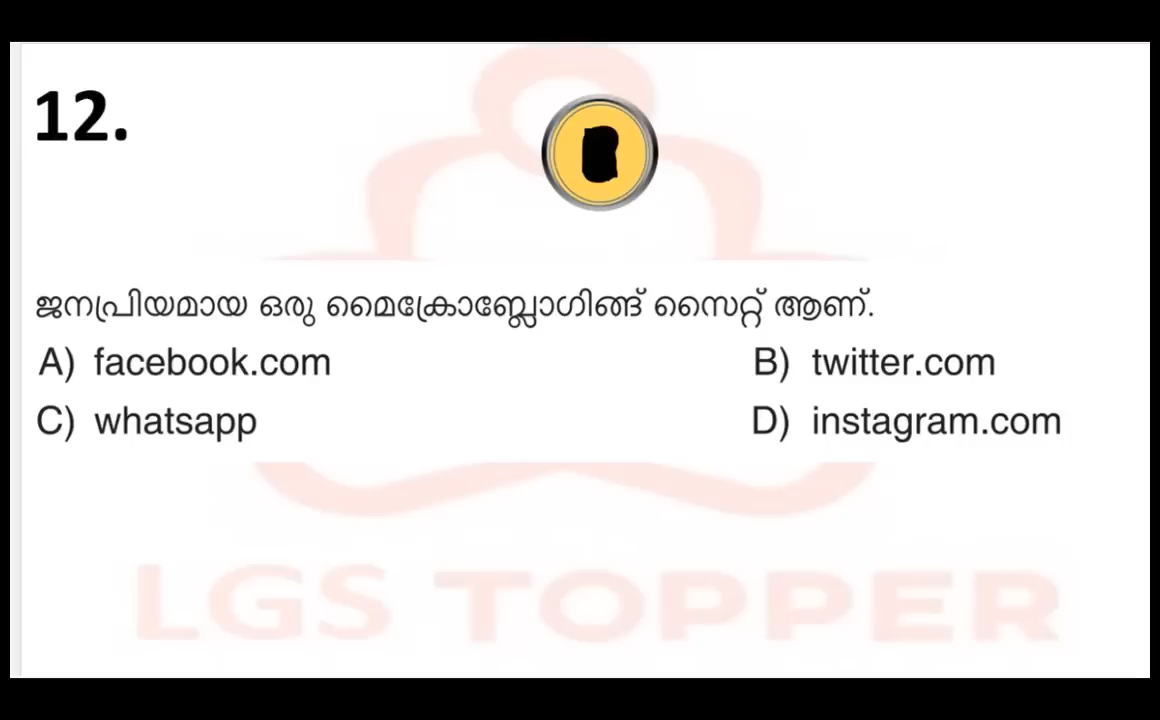 12.
ജനപ്രിയമായ ഒരു മൈക്രോബ്ലോഗിങ്ങ് സൈറ്റ് ആണ്.
A) facebook.com B) twitter.com
C) whatsapp D) instagram.com
LGS TOPPER